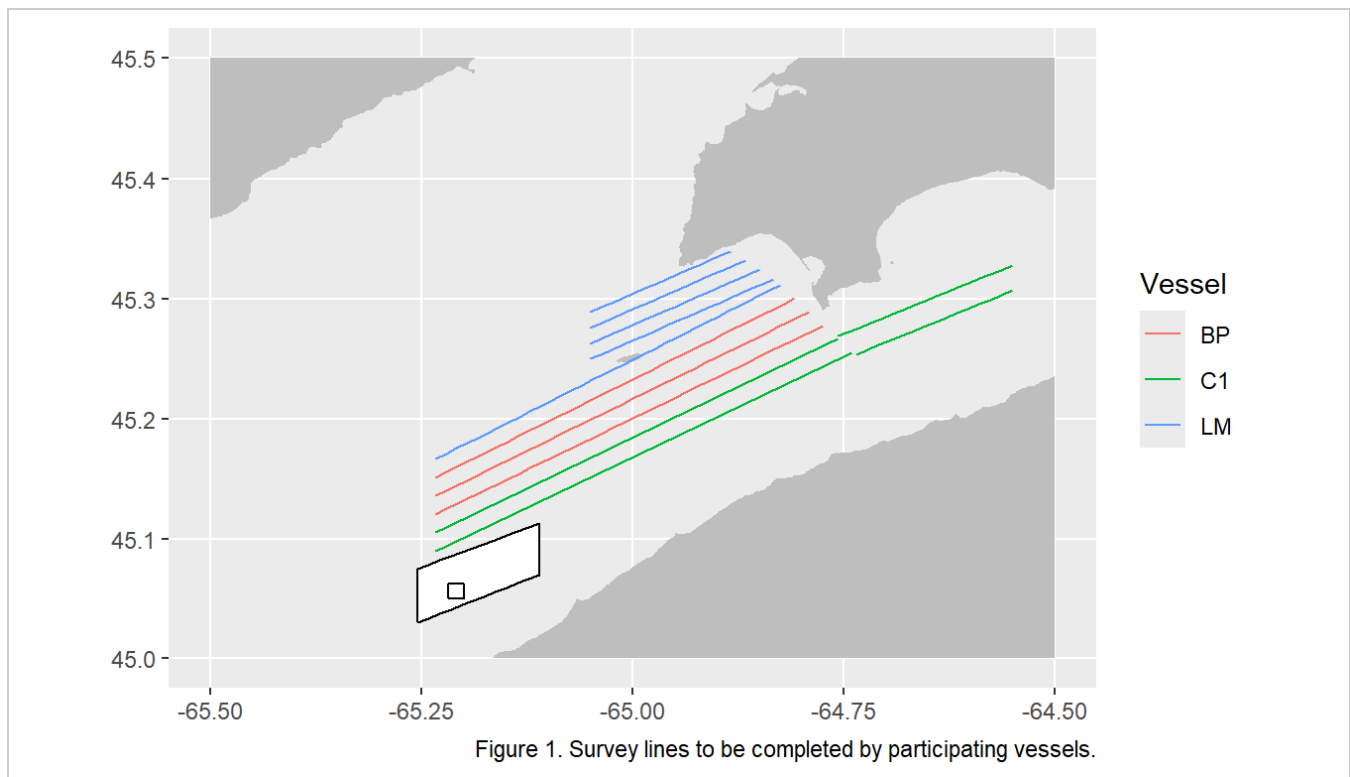 45.5
45.4
45.3
45.2
45.1
45.0
-65.50
-65.25
-65.00
-64.75
-64.50
Vessel
BP
C1
LM
Figure 1. Survey lines to be completed by participating vessels.